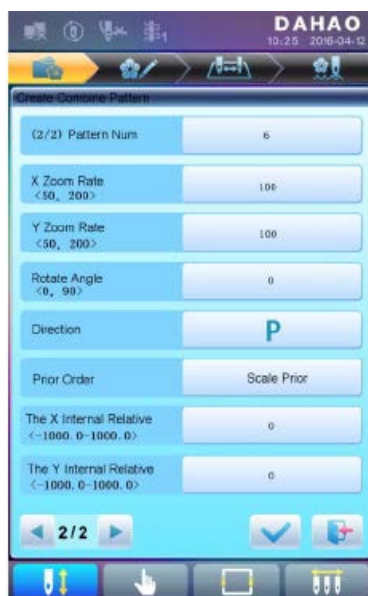 DAHAO
1
10:25 2016-04-12
Create Combine Pattern
(2/2) Pattern Num
6
X Zoom Rate
<50, 200>
100
Y Zoom Rate
<50, 200>
100
Rotate Angle
<0, 90>
0
Direction
P
Prior Order
Scale Prior
The X Internal Relative
<-1000.0-1000.0>
0
The Y Internal Relative
<-1000.0-1000.0>
0
2/2